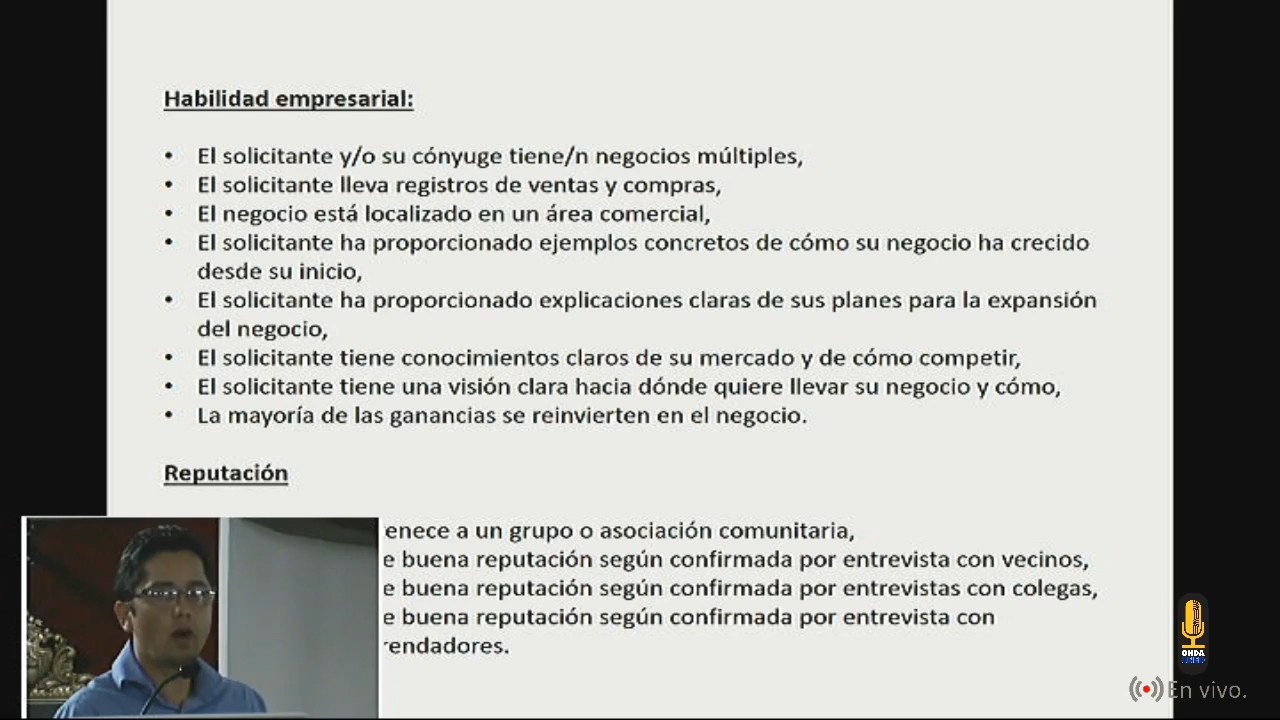 Habilidad empresarial:
• El solicitante y/o su cónyuge tiene/n negocios múltiples,
• El solicitante lleva registros de ventas y compras,
• El negocio está localizado en un área comercial,
• El solicitante ha proporcionado ejemplos concretos de cómo su negocio ha crecido
desde su inicio,
• El solicitante ha proporcionado explicaciones claras de sus planes para la expansión
del negocio,
• El solicitante tiene conocimientos claros de su mercado y de cómo competir,
• El solicitante tiene una visión clara hacia dónde quiere llevar su negocio y cómo,
• La mayoría de las ganancias se reinvierten en el negocio.
Reputación
enece a un grupo o asociación comunitaria,
e buena reputación según confirmada por entrevista con vecinos,
e buena reputación según confirmada por entrevistas con colegas,
e buena reputación según confirmada por entrevista con
rendadores.
ONDA
En vivo.